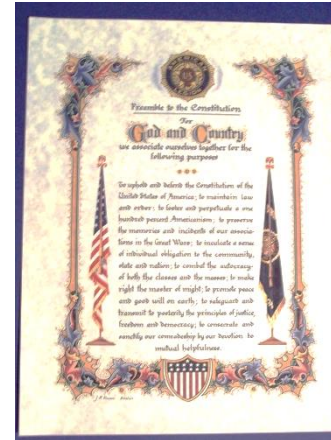 Preamble to the Constitution
For
God and Country
we associate ourselves together for the
following purposes
To uphold and defend the Constitution of the
United States of America; to maintain law
and order; to foster and perpetuate a one
hundred percent Americanism; to preserve
the memories and incidents of our associa-
tions in the Great Wars; to inculcate a sense
of individual obligation to the community,
state and nation; to combat the autocracy
of both the classes and the masses; to make
right the master of might; to promote peace
and good will on earth; to safeguard and
transmit to posterity the principles of justice,
freedom and democracy; to consecrate and
sanctify our comradeship by our devotion to
mutual helpfulness.